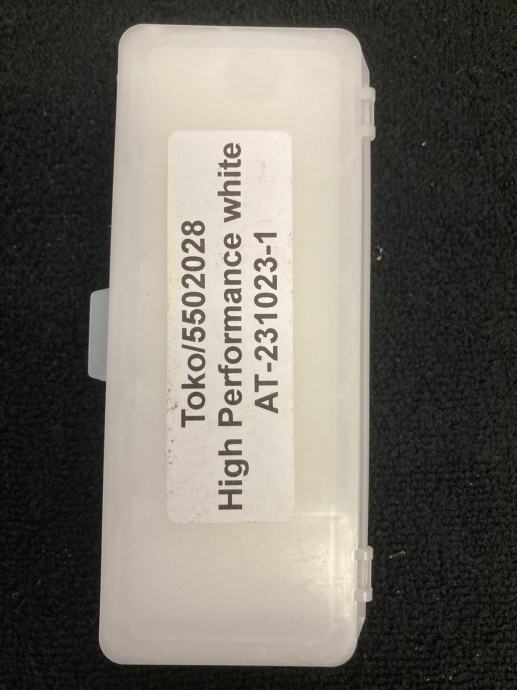 Toko/5502028
High Performance white
AT-231023-1